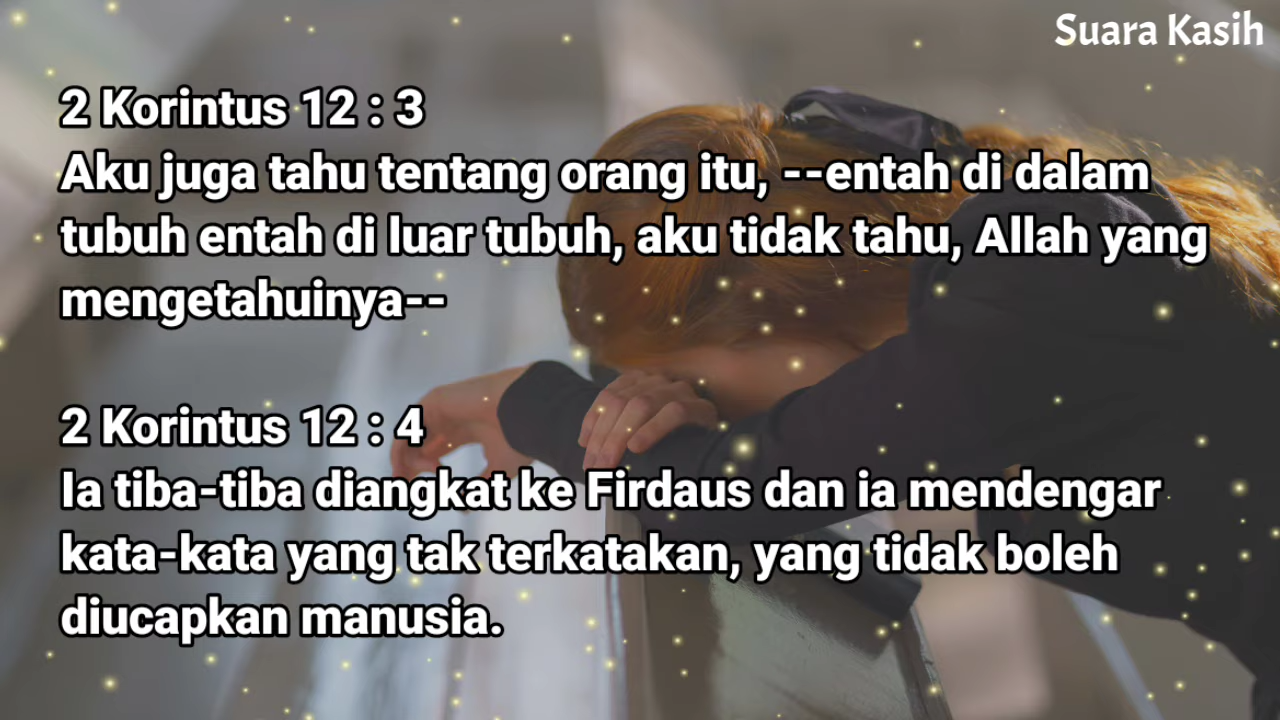 Suara Kasih
2 Korintus 12 : 3
Aku juga tahu tentang orang itu, --entah di dalam
tubuh entah di luar tubuh, aku tidak tahu, Allah yang
mengetahuinya--
2 Korintus 12 : 4
Ia tiba-tiba diangkat ke Firdaus dan ia mendengar
kata-kata yang tak terkatakan, yang tidak boleh
diucapkan manusia.